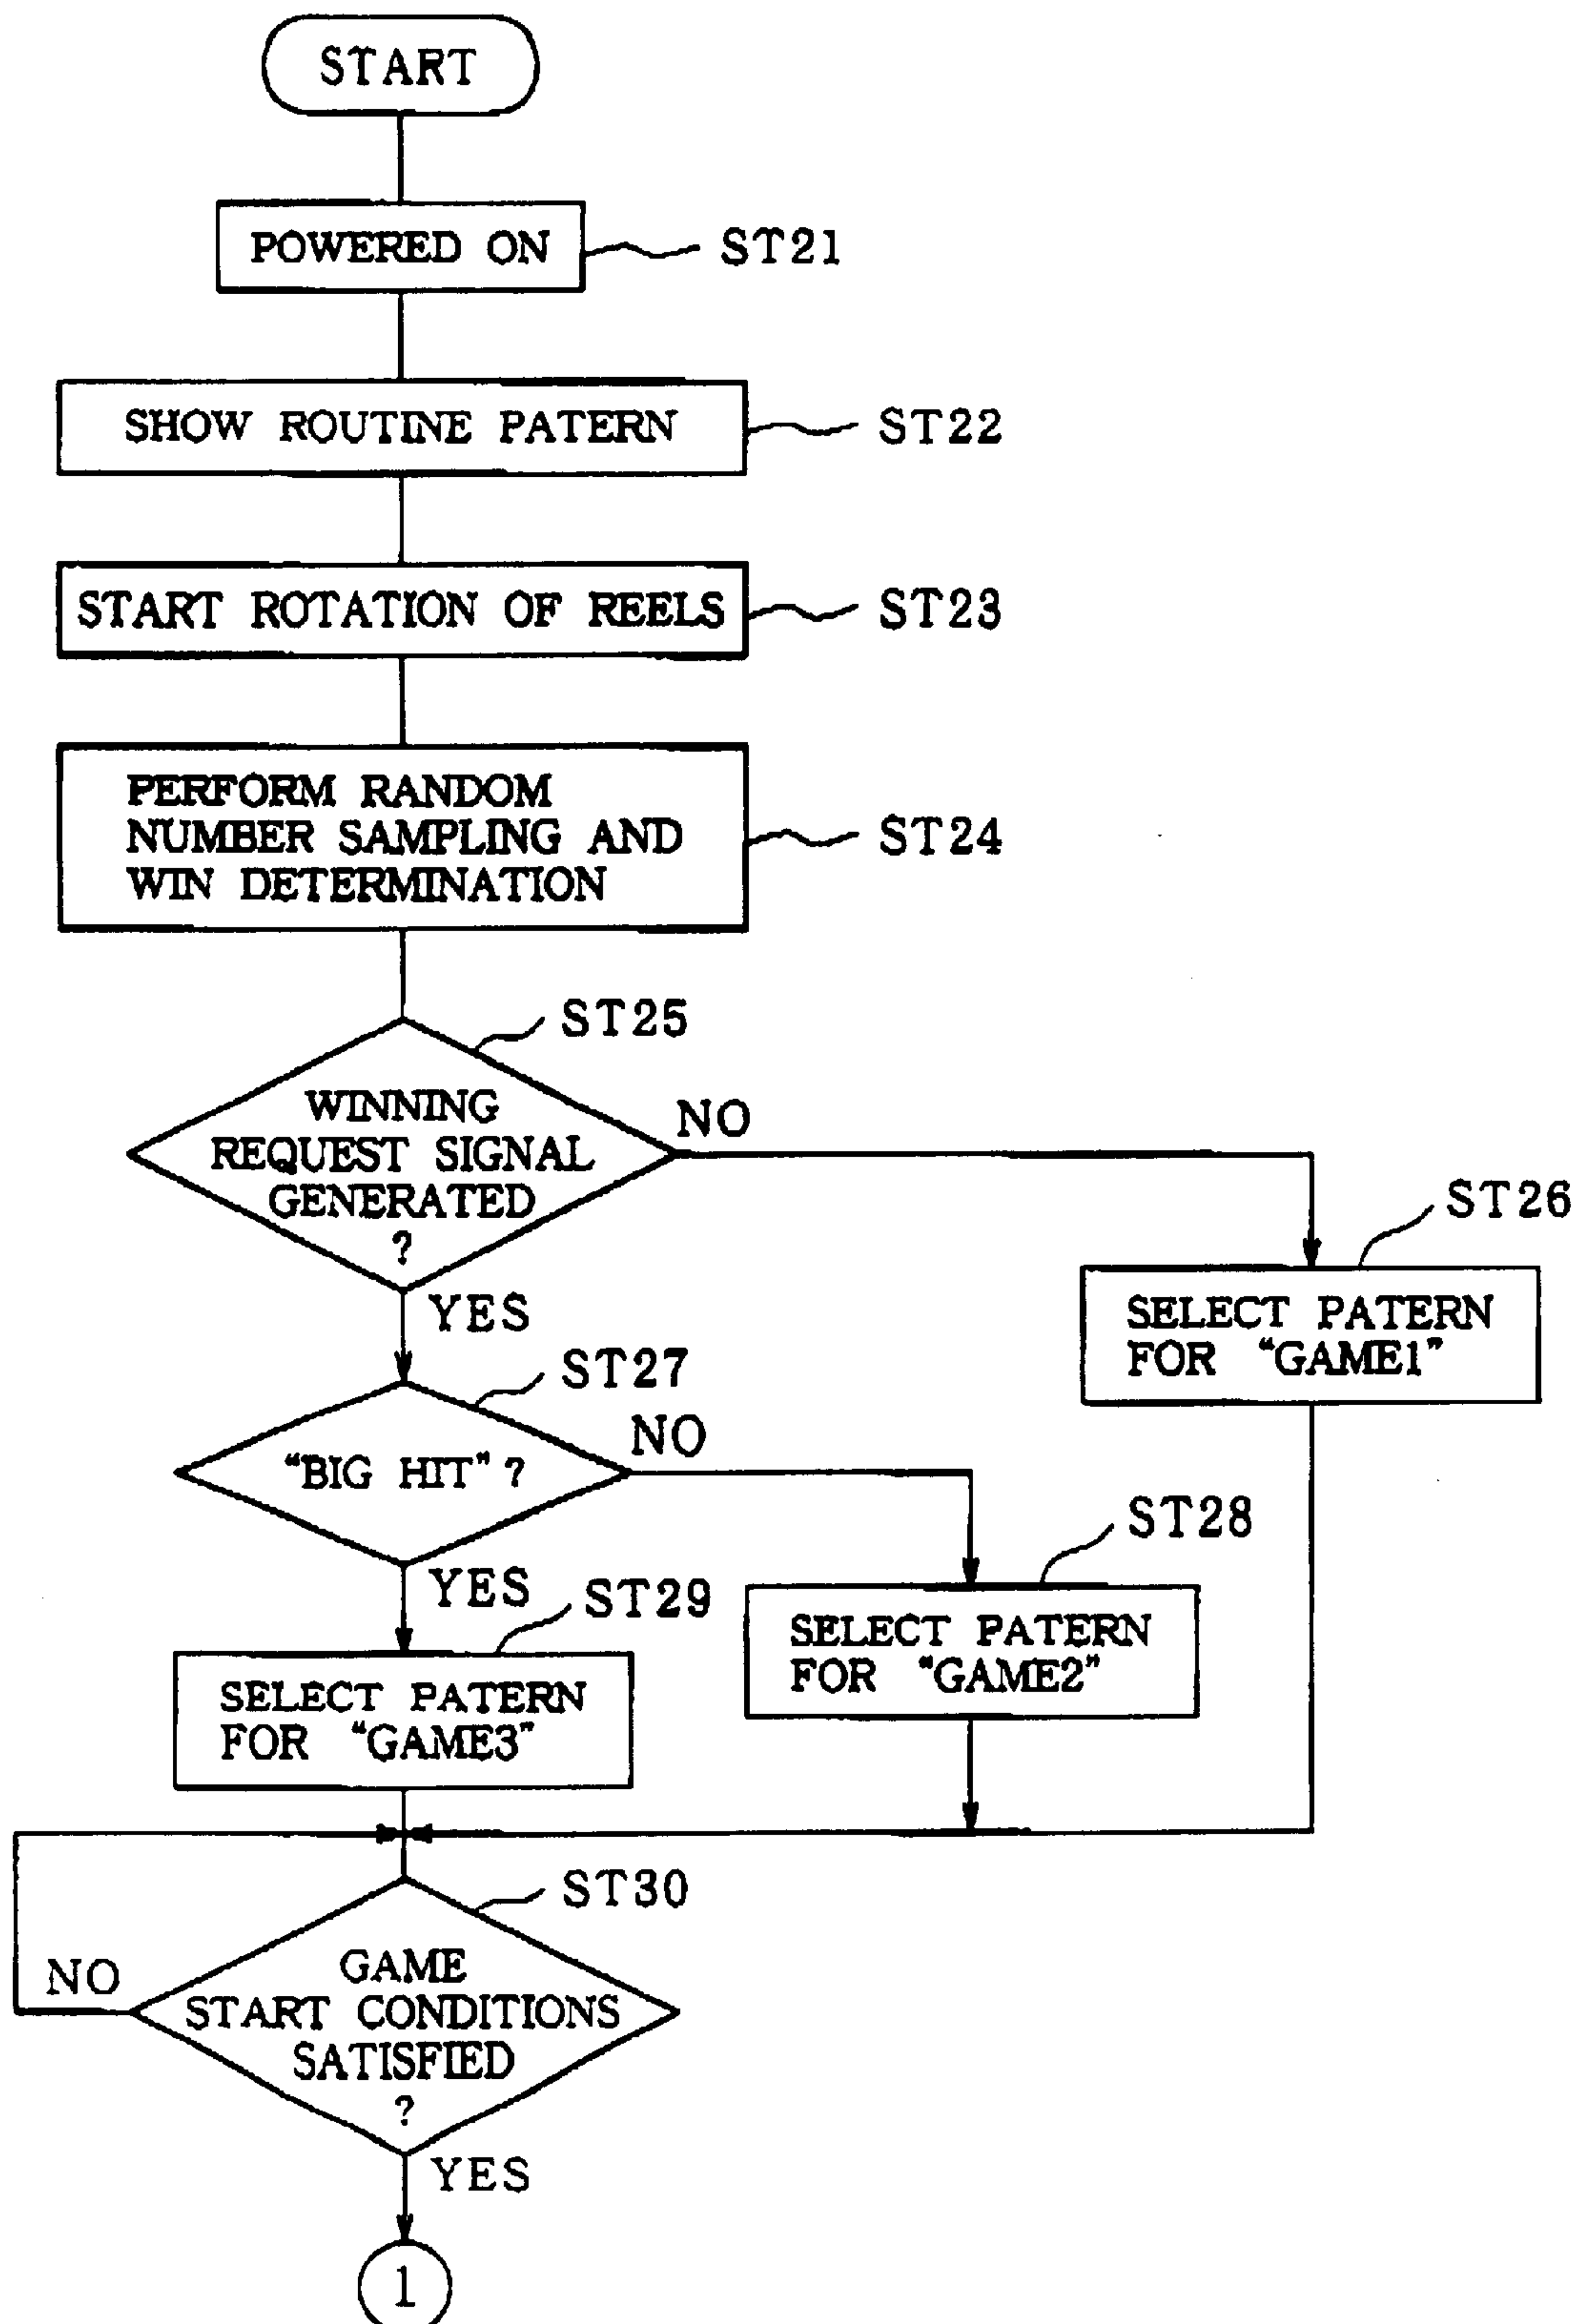 START
POWERED ON
ST21
SHOW ROUTINE PATERN
ST22
START ROTATION OF REELS
ST23
PERFORM RANDOM
NUMBER SAMPLING AND
WIN DETERMINATION
ST24
ST25
WINNING
REQUEST SIGNAL
GENERATED
?
NO
YES
ST26
SELECT PATERN
FOR "GAME1"
ST27
"BIG HIT"?
NO
YES
ST28
SELECT PATERN
FOR "GAME2"
ST29
SELECT PATERN
FOR "GAME3"
ST30
GAME
START CONDITIONS
SATISFIED
?
NO
YES
1